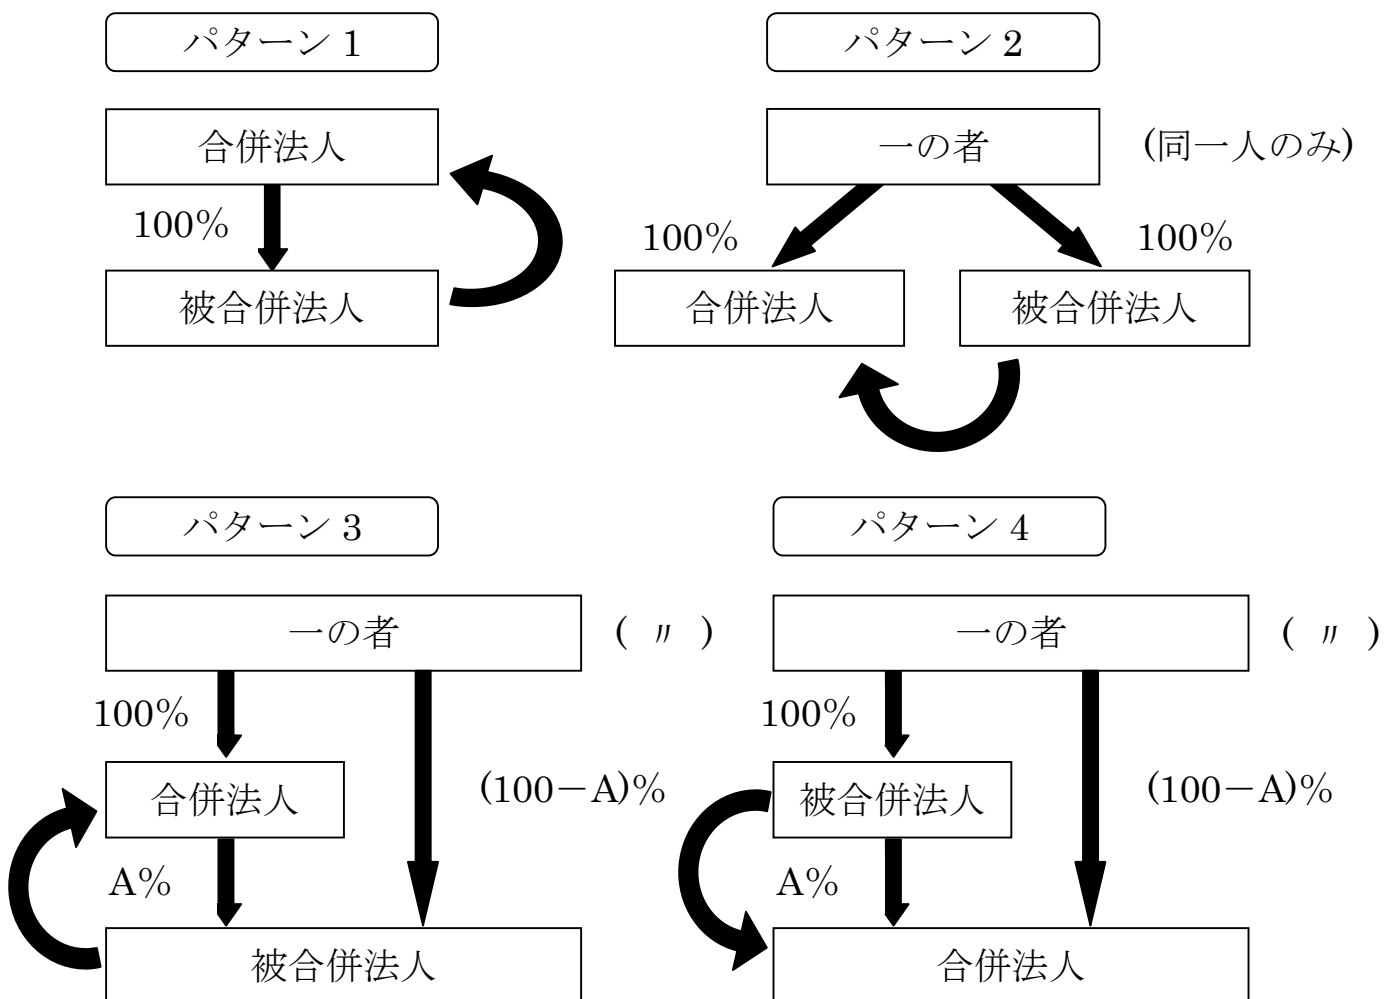 パターン 1
合併法人
100%
被合併法人
パターン 2
一の者
(同一人のみ)
100%
100%
合併法人
被合併法人
パターン 3
一の者
( 〃 )
100%
合併法人
(100−A)%
A%
被合併法人
パターン 4
一の者
( 〃 )
100%
被合併法人
(100−A)%
A%
合併法人